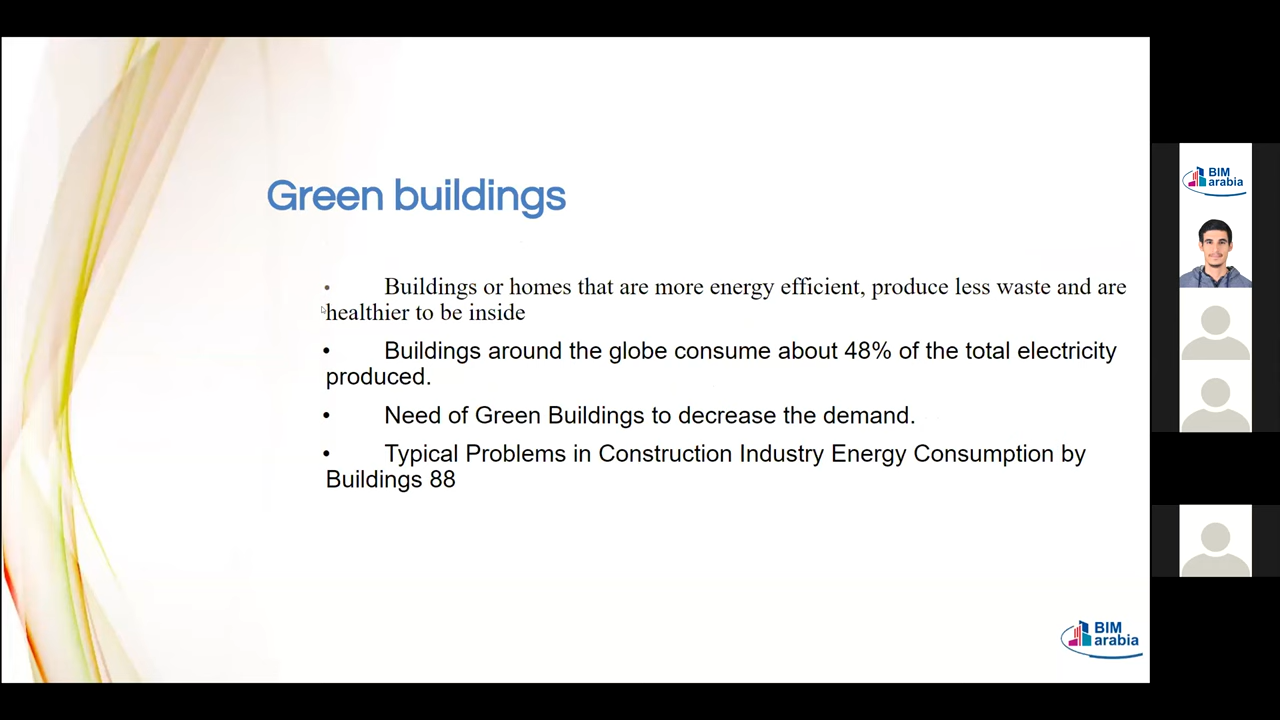 Green buildings
• Buildings or homes that are more energy efficient, produce less waste and are
healthier to be inside
• Buildings around the globe consume about 48% of the total electricity
produced.
• Need of Green Buildings to decrease the demand.
• Typical Problems in Construction Industry Energy Consumption by
Buildings 88
BIM
arabia
BIM
arabia